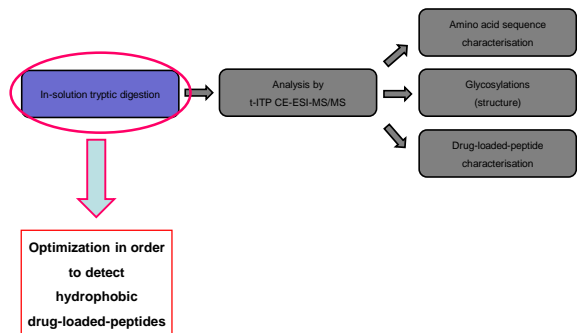 In-solution tryptic digestion
Analysis by
t-ITP CE-ESI-MS/MS
Amino acid sequence
characterisation
Glycosylations
(structure)
Drug-loaded-peptide
characterisation
Optimization in order
to detect
hydrophobic
drug-loaded-peptides